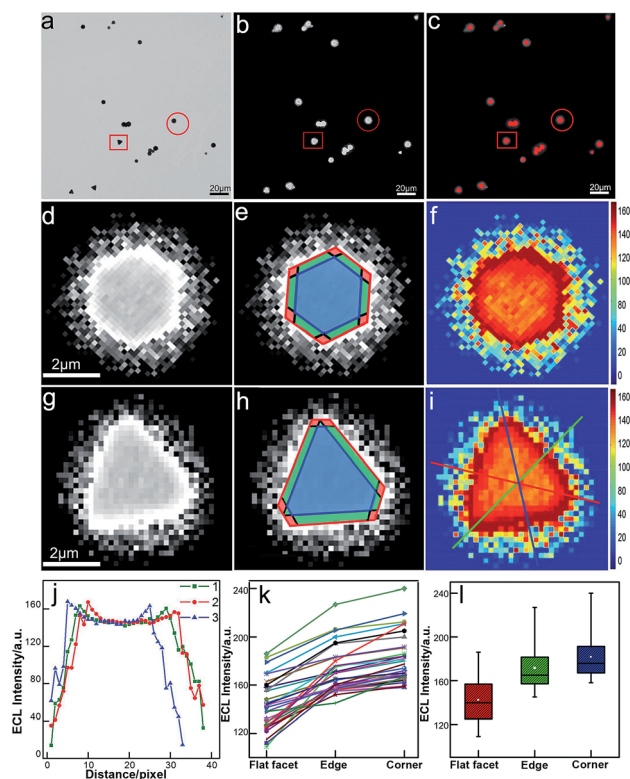 a
b
c
20μm
20μm
20μm
d
e
f
160
140
120
100
80
60
40
20
0
2μm
g
h
i
160
140
120
100
80
60
40
20
0
2μm
j
1
2
3
160
120
80
40
0
ECL Intensity/a.u.
0 10 20 30 40
Distance/pixel
k
240
200
160
120
ECL Intensity/a.u.
Flat facet Edge Corner
l
240
200
160
120
ECL Intensity/a.u.
Flat facet Edge Corner